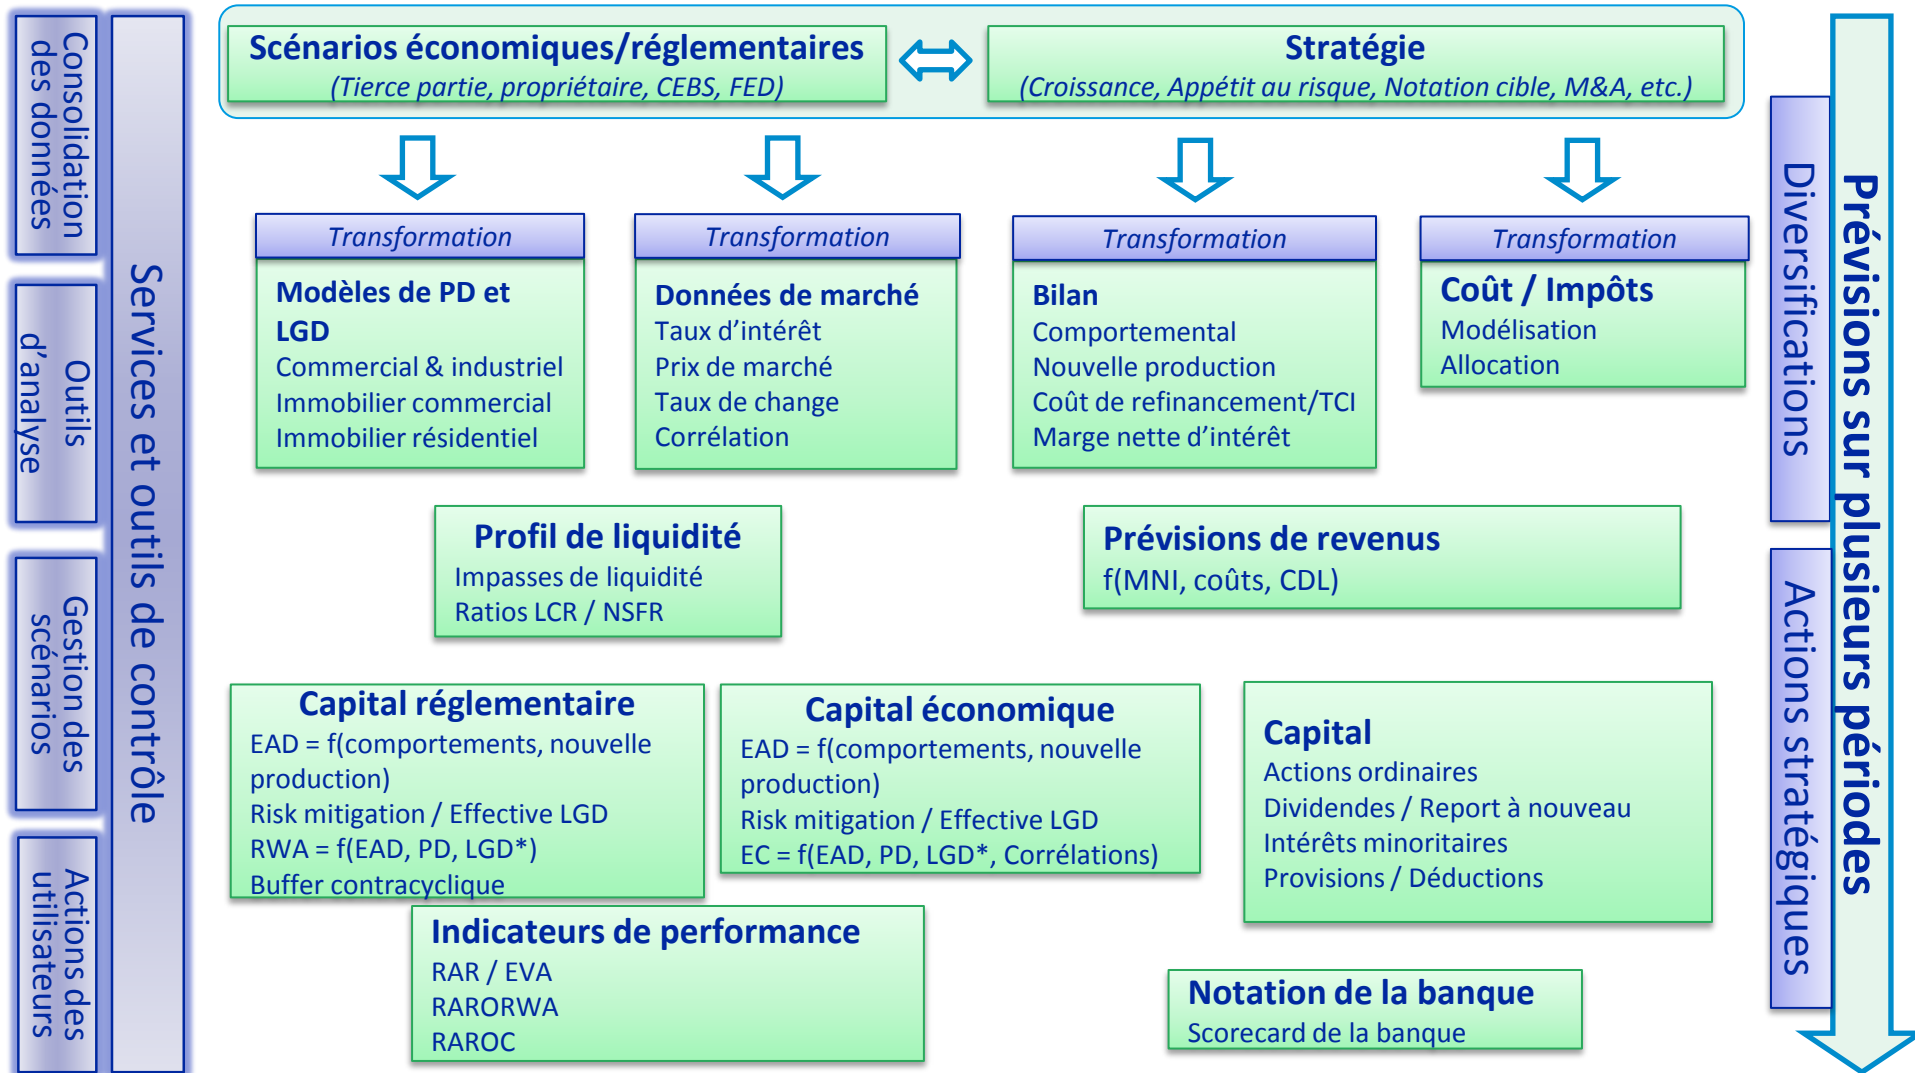 Scénarios économiques/réglementaires
(Tierce partie, propriétaire, CEBS, FED)
Stratégie
(Croissance, Appétit au risque, Notation cible, M&A, etc.)
Consolidation
des données
Outils
d'analyse
Gestion des
scénarios
Actions des
utilisateurs
Services et outils de contrôle
Transformation
Modèles de PD et
LGD
Commercial & industriel
Immobilier commercial
Immobilier résidentiel
Transformation
Données de marché
Taux d'intérêt
Prix de marché
Taux de change
Corrélation
Transformation
Bilan
Comportemental
Nouvelle production
Coût de refinancement/TCI
Marge nette d'intérêt
Transformation
Coût / Impôts
Modélisation
Allocation
Profil de liquidité
Impasses de liquidité
Ratios LCR / NSFR
Prévisions de revenus
f(MNI, coûts, CDL)
Capital réglementaire
EAD = f(comportements, nouvelle
production)
Risk mitigation / Effective LGD
RWA = f(EAD, PD, LGD*)
Buffer contracyclique
Capital économique
EAD = f(comportements, nouvelle
production)
Risk mitigation / Effective LGD
EC = f(EAD, PD, LGD*, Corrélations)
Capital
Actions ordinaires
Dividendes / Report à nouveau
Intérêts minoritaires
Provisions / Déductions
Indicateurs de performance
RAR / EVA
RARORWA
RAROC
Notation de la banque
Scorecard de la banque
Diversifications
Actions stratégiques
Prévisions sur plusieurs périodes